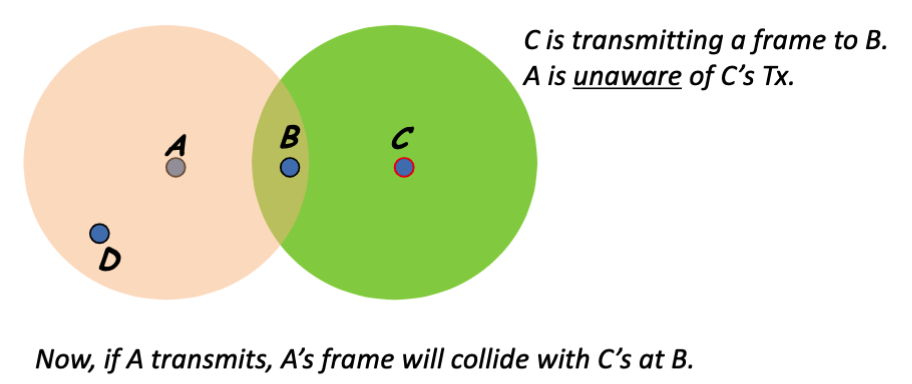 C is transmitting a frame to B.
A is unaware of C's Tx.
A
B
C
D
Now, if A transmits, A's frame will collide with C's at B.